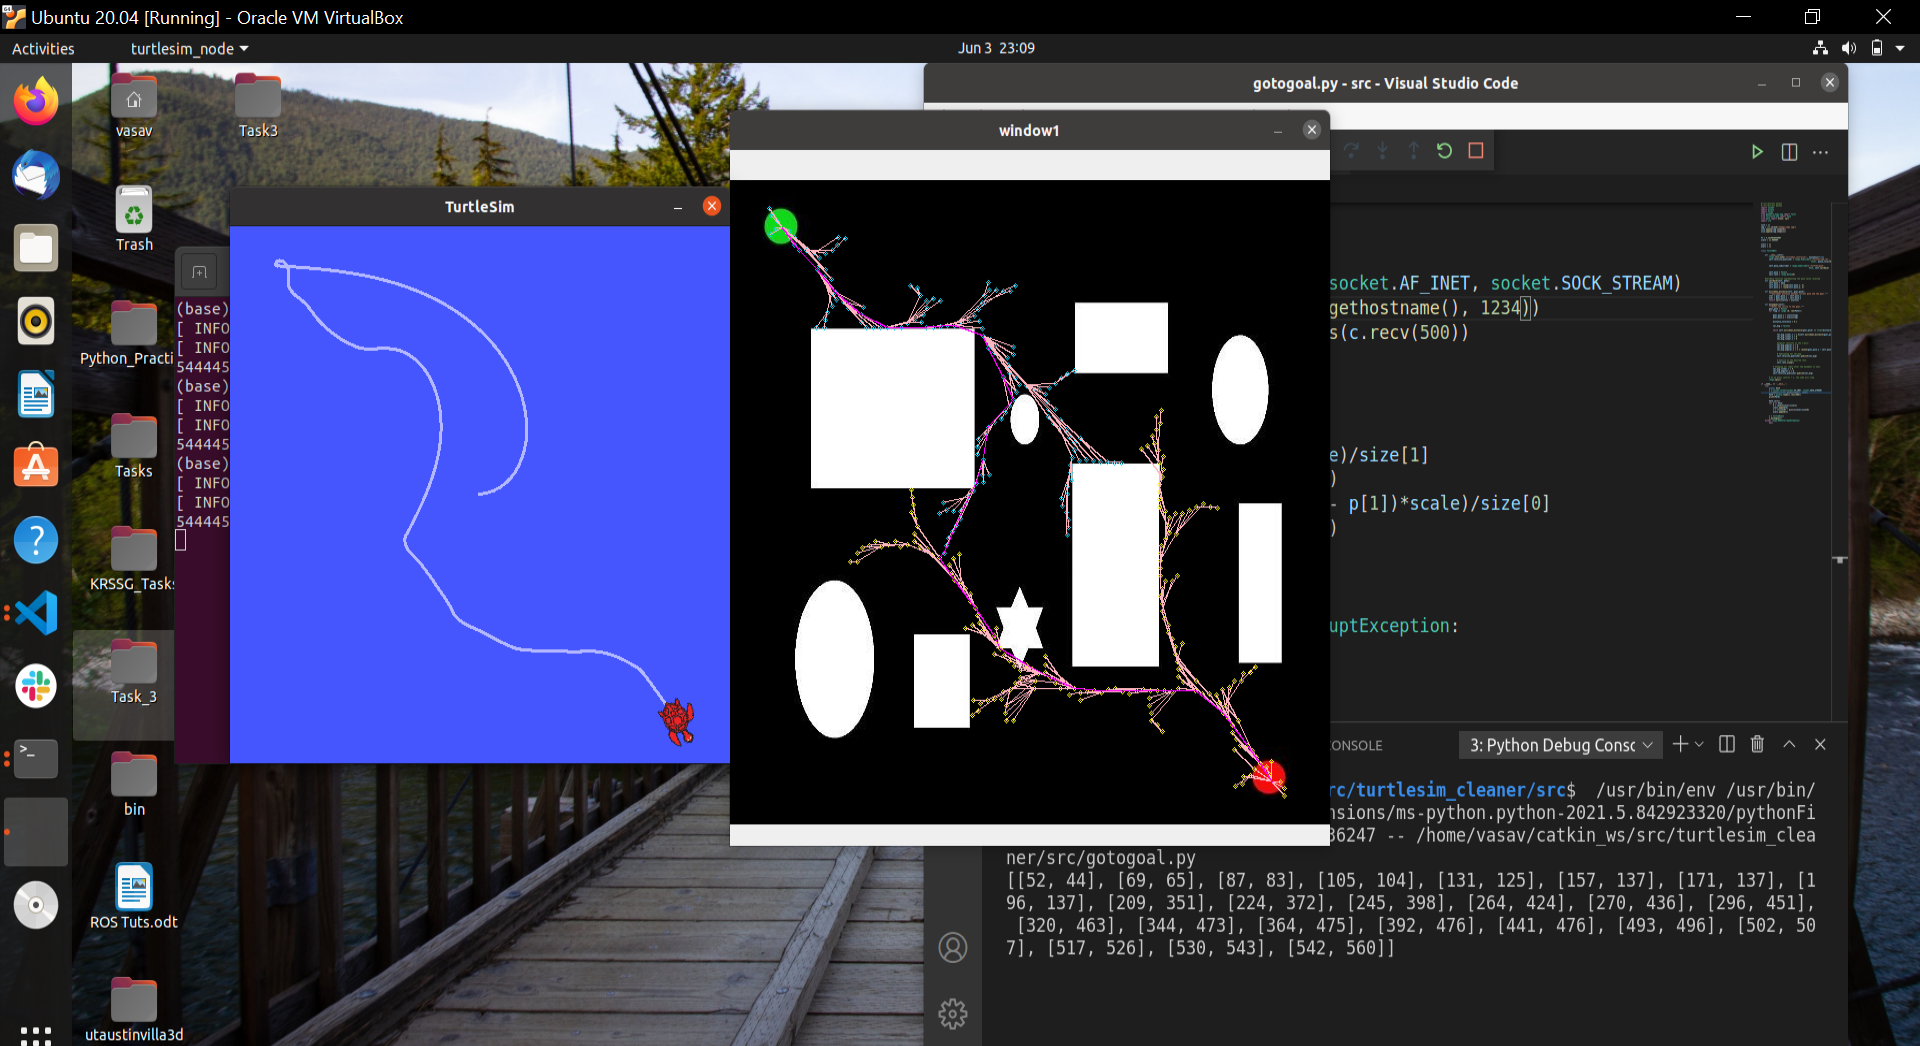 Ubuntu 20.04 [Running] - Oracle VM VirtualBox
Activities
turtlesim_node
Jun 3 23:09
vasav
Task3
Trash
Python_Practi
Tasks
KRSSG_Tasks
Task_3
bin
ROS Tuts.odt
utaustinvilla3d
(base)
[ INFO
[ INFO
544445
(base)
[ INFO
[ INFO
544445
(base)
[ INFO
[ INFO
544445
TurtleSim
window1
gotogoal.py - src - Visual Studio Code
socket.AF_INET, socket.SOCK_STREAM)
gethostname(), 1234))
s(c.recv(500))
e)/size[1]
)
- p[1])*scale)/size[0]
)
uptException:
ONSOLE
3: Python Debug Consc
rc/turtlesim_cleaner/src$ /usr/bin/env /usr/bin/
nsions/ms-python.python-2021.5.842923320/pythonFi
36247 -- /home/vasav/catkin_ws/src/turtlesim_clea
ner/src/gotogoal.py
[[52, 44], [69, 65], [87, 83], [105, 104], [131, 125], [157, 137], [171, 137], [1
96, 137], [209, 351], [224, 372], [245, 398], [264, 424], [270, 436], [296, 451],
[320, 463], [344, 473], [364, 475], [392, 476], [441, 476], [493, 496], [502, 50
7], [517, 526], [530, 543], [542, 560]]